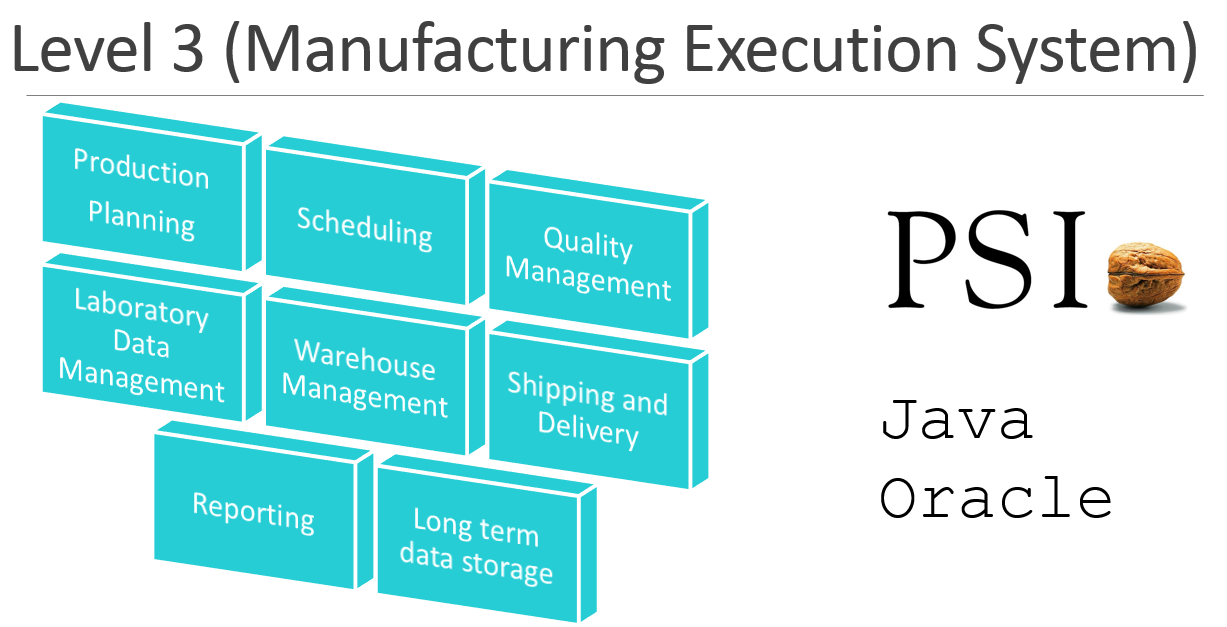 Level 3 (Manufacturing Execution System)
Production
Planning
Scheduling
Quality
Management
Laboratory
Data
Management
Warehouse
Management
Shipping and
Delivery
Reporting
Long term
data storage
PSI
Java
Oracle